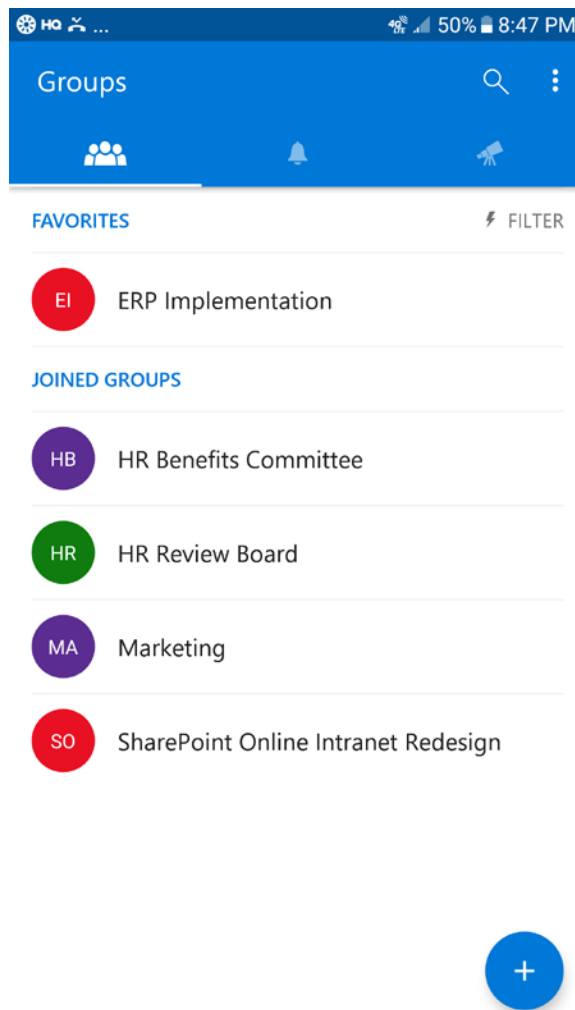 HQ ... 4G LTE 50% 8:47 PM
Groups
FAVORITES FILTER
EI ERP Implementation
JOINED GROUPS
HB HR Benefits Committee
HR HR Review Board
MA Marketing
SO SharePoint Online Intranet Redesign
+